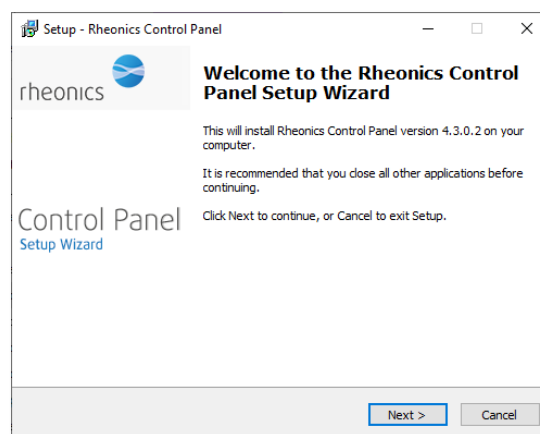 Setup - Rheonics Control Panel
rheonics
Welcome to the Rheonics Control
Panel Setup Wizard
This will install Rheonics Control Panel version 4.3.0.2 on your
computer.
It is recommended that you close all other applications before
continuing.
Click Next to continue, or Cancel to exit Setup.
Control Panel
Setup Wizard
Next >
Cancel